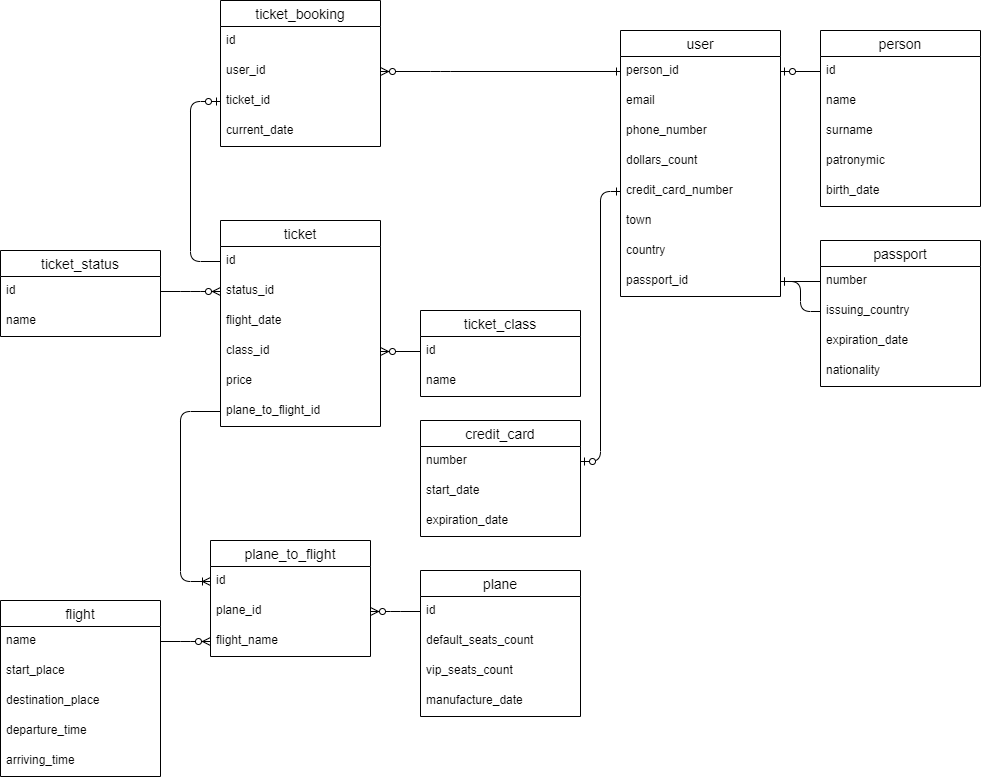 ticket_booking
id
user_id
ticket_id
current_date
user
person_id
email
phone_number
dollars_count
credit_card_number
town
country
passport_id
person
id
name
surname
patronymic
birth_date
passport
number
issuing_country
expiration_date
nationality
ticket_status
id
name
ticket
id
status_id
flight_date
class_id
price
plane_to_flight_id
ticket_class
id
name
credit_card
number
start_date
expiration_date
plane_to_flight
id
plane_id
flight_name
plane
id
default_seats_count
vip_seats_count
manufacture_date
flight
name
start_place
destination_place
departure_time
arriving_time